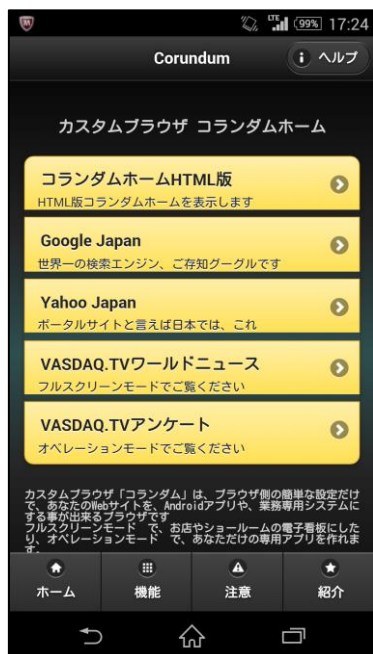 LTE 99% 17:24
Corundum
ヘルプ
カスタムブラウザ コランダムホーム
コランダムホームHTML版
HTML版コランダムホームを表示します
Google Japan
世界一の検索エンジン、ご存知グーグルです
Yahoo Japan
ポータルサイトと言えば日本では、これ
VASDAQ.TVワールドニュース
フルスクリーンモードでご覧ください
VASDAQ.TVアンケート
オペレーションモードでご覧ください
カスタムブラウザ「コランダム」は、ブラウザ側の簡単な設定だけ
で、あなたのWebサイトを、Androidアプリや、業務専用システムに
する事が出来るブラウザです
フルスクリーンモード で、お店やショールームの電子看板にした
り、オペレーションモード で、あなただけの専用アプリを作れま
す。
ホーム 機能 注意 紹介